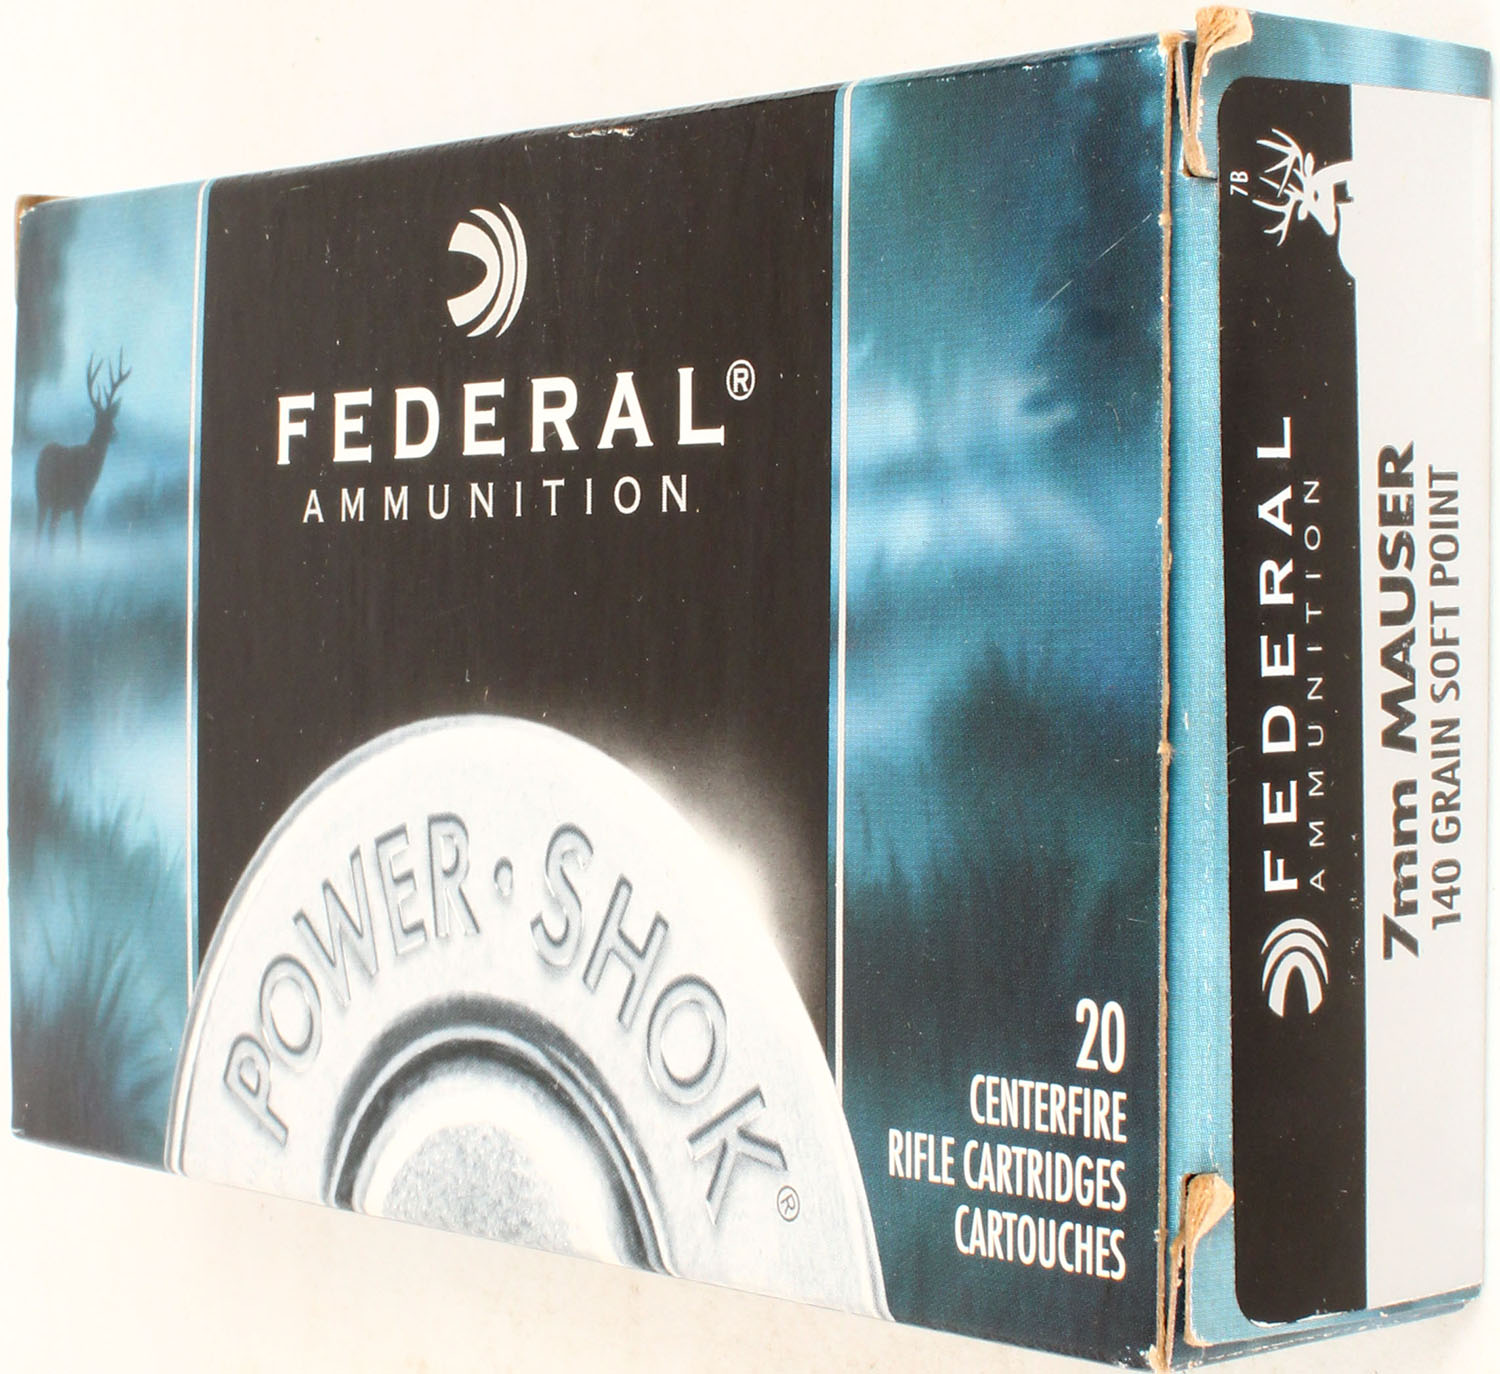 FEDERAL®
AMMUNITION
POWER·SHOK®
20
CENTERFIRE
RIFLE CARTRIDGES
CARTOUCHES
7B
FEDERAL
AMMUNITION
7mm MAUSER
140 GRAIN SOFT POINT